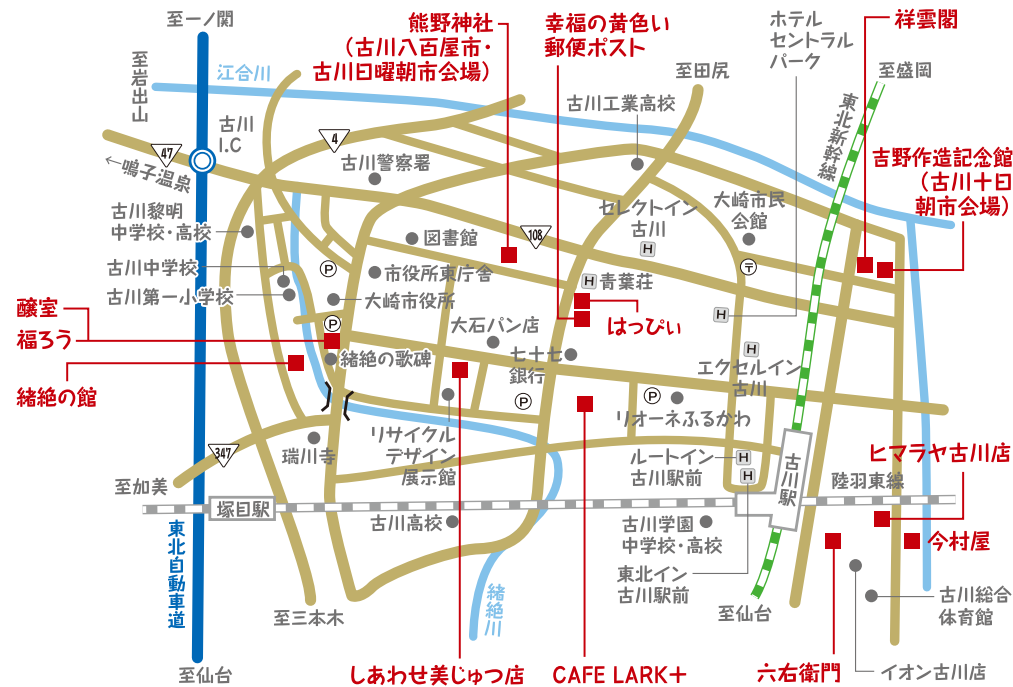 至一ノ関
熊野神社
（古川八百屋市・
古川日曜朝市会場）
幸福の黄色い
郵便ポスト
ホテル
セントラル
パーク
祥雲閣
至岩出山
江合川
至田尻
至盛岡
古川
I.C
4
古川工業高校
東北新幹線
47
←鳴子温泉
古川警察署
吉野作造記念館
（古川十日
朝市会場）
古川黎明
中学校・高校
図書館
108
セレクトイン
古川
H
大崎市民
会館
〒
古川中学校
古川第一小学校
P
市役所東庁舎
大崎市役所
H
青葉荘
はっぴぃ
H
醸室
福ろう
P
大石パン店
緒絶の歌碑
七十七
銀行
H
エクセルイン
古川
緒絶の館
P
P
リオーネふるかわ
347
瑞川寺
リサイクル
デザイン
展示館
ルートイン
古川駅前
H
H
古川駅
ヒマラヤ古川店
至加美
塚目駅
陸羽東線
東北自動車道
古川高校
古川学園
中学校・高校
今村屋
東北イン
古川駅前
至三本木
緒絶川
至仙台
古川総合
体育館
至仙台
しあわせ美じゅつ店
CAFE LARK＋
六右衛門
イオン古川店